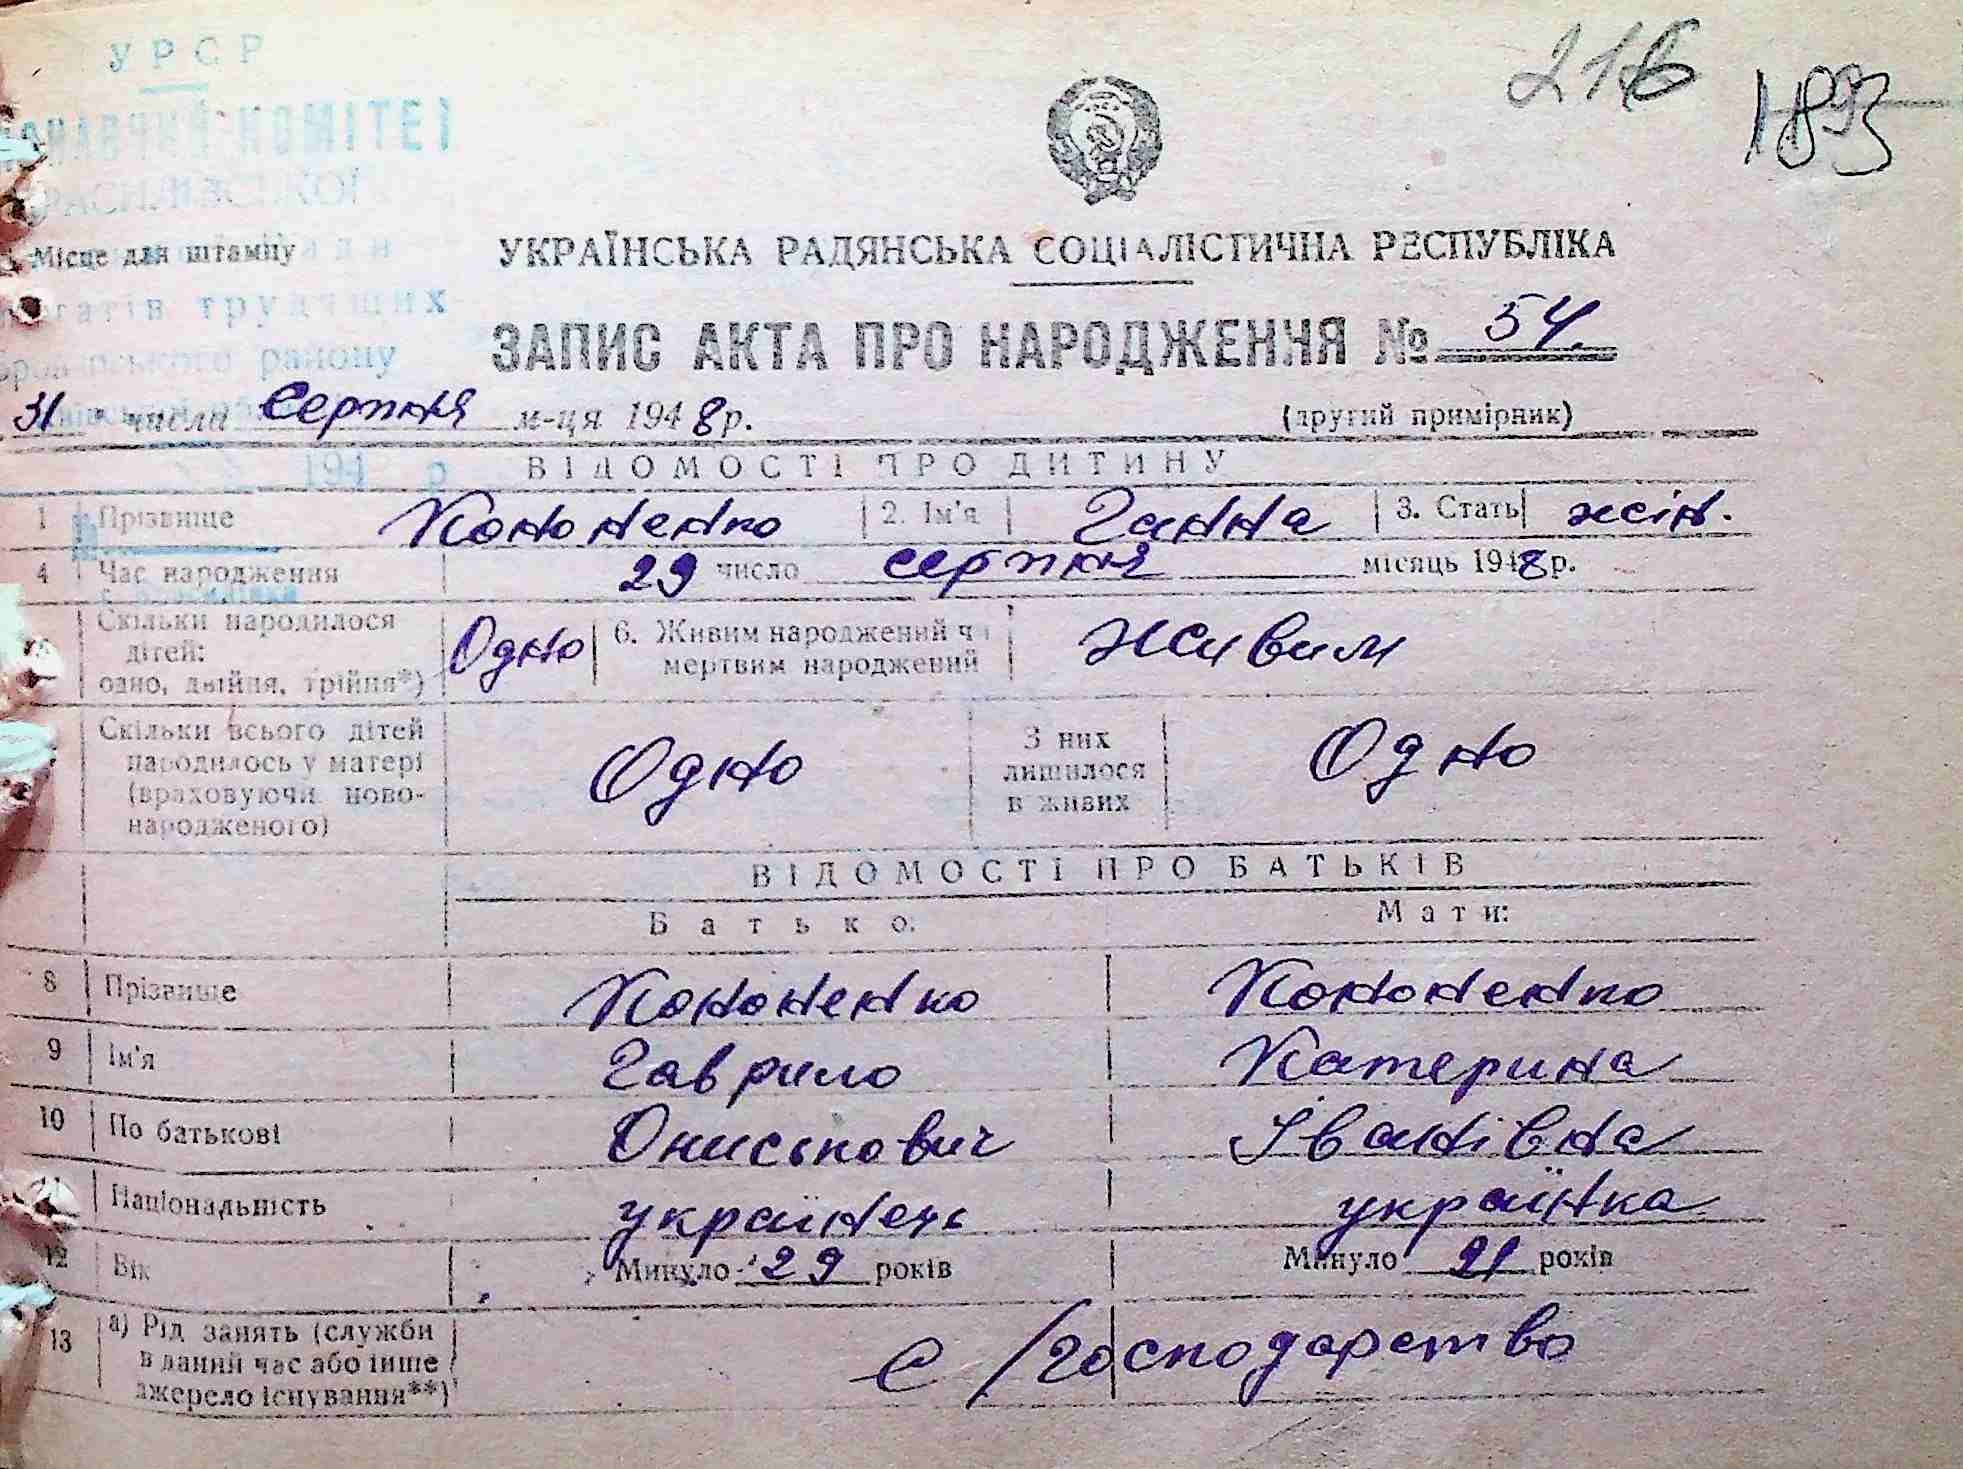 216
1893
УРСР
КОМІТЕТ
Місце для штампу
трудящих
району
УКРАЇНСЬКА РАДЯНСЬКА СОЦІАЛІСТИЧНА РЕСПУБЛІКА
ЗАПИС АКТА ПРО НАРОДЖЕННЯ № 54.
31 числа серпня м-ця 1948 р.
(другий примірник)
194 р
ВІДОМОСТІ ПРО ДИТИНУ
1 Прізвище Кононенко 2. Ім'я Ганна 3. Стать жін.
4 Час народження 29 число серпня місяць 1948 р.
Скільки народилося дітей: одно, двійня, трійня*) Одно 6. Живим народжений чи мертвим народжений живим
Скільки всього дітей народилось у матері (враховуючи новонародженого) Одно З них лишилося в живих Одно
ВІДОМОСТІ ПРО БАТЬКІВ
Батько: Мати:
8 Прізвище Кононенко Кононенко
9 Ім'я Гаврило Катерина
10 По батькові Ониськович Іванівна
Національність українець українка
12 Вік Минуло 29 років Минуло 21 років
13 а) Рід занять (служби в даний час або інше джерело існування**) с/господарство